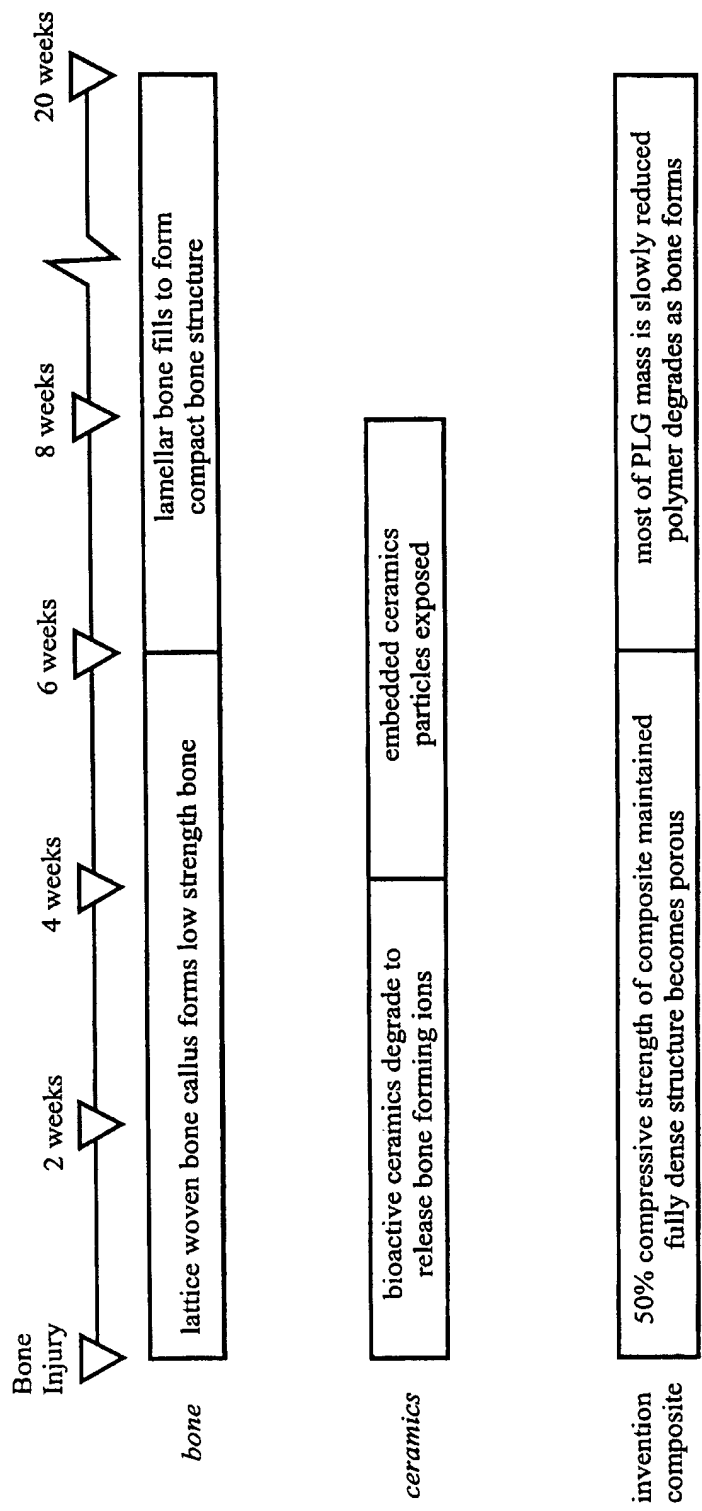 Bone
Injury
2 weeks
4 weeks
6 weeks
8 weeks
20 weeks
bone
lattice woven bone callus forms low strength bone
lamellar bone fills to form
compact bone structure
ceramics
bioactive ceramics degrade to
release bone forming ions
embedded ceramics
particles exposed
invention
composite
50% compressive strength of composite maintained
fully dense structure becomes porous
most of PLG mass is slowly reduced
polymer degrades as bone forms